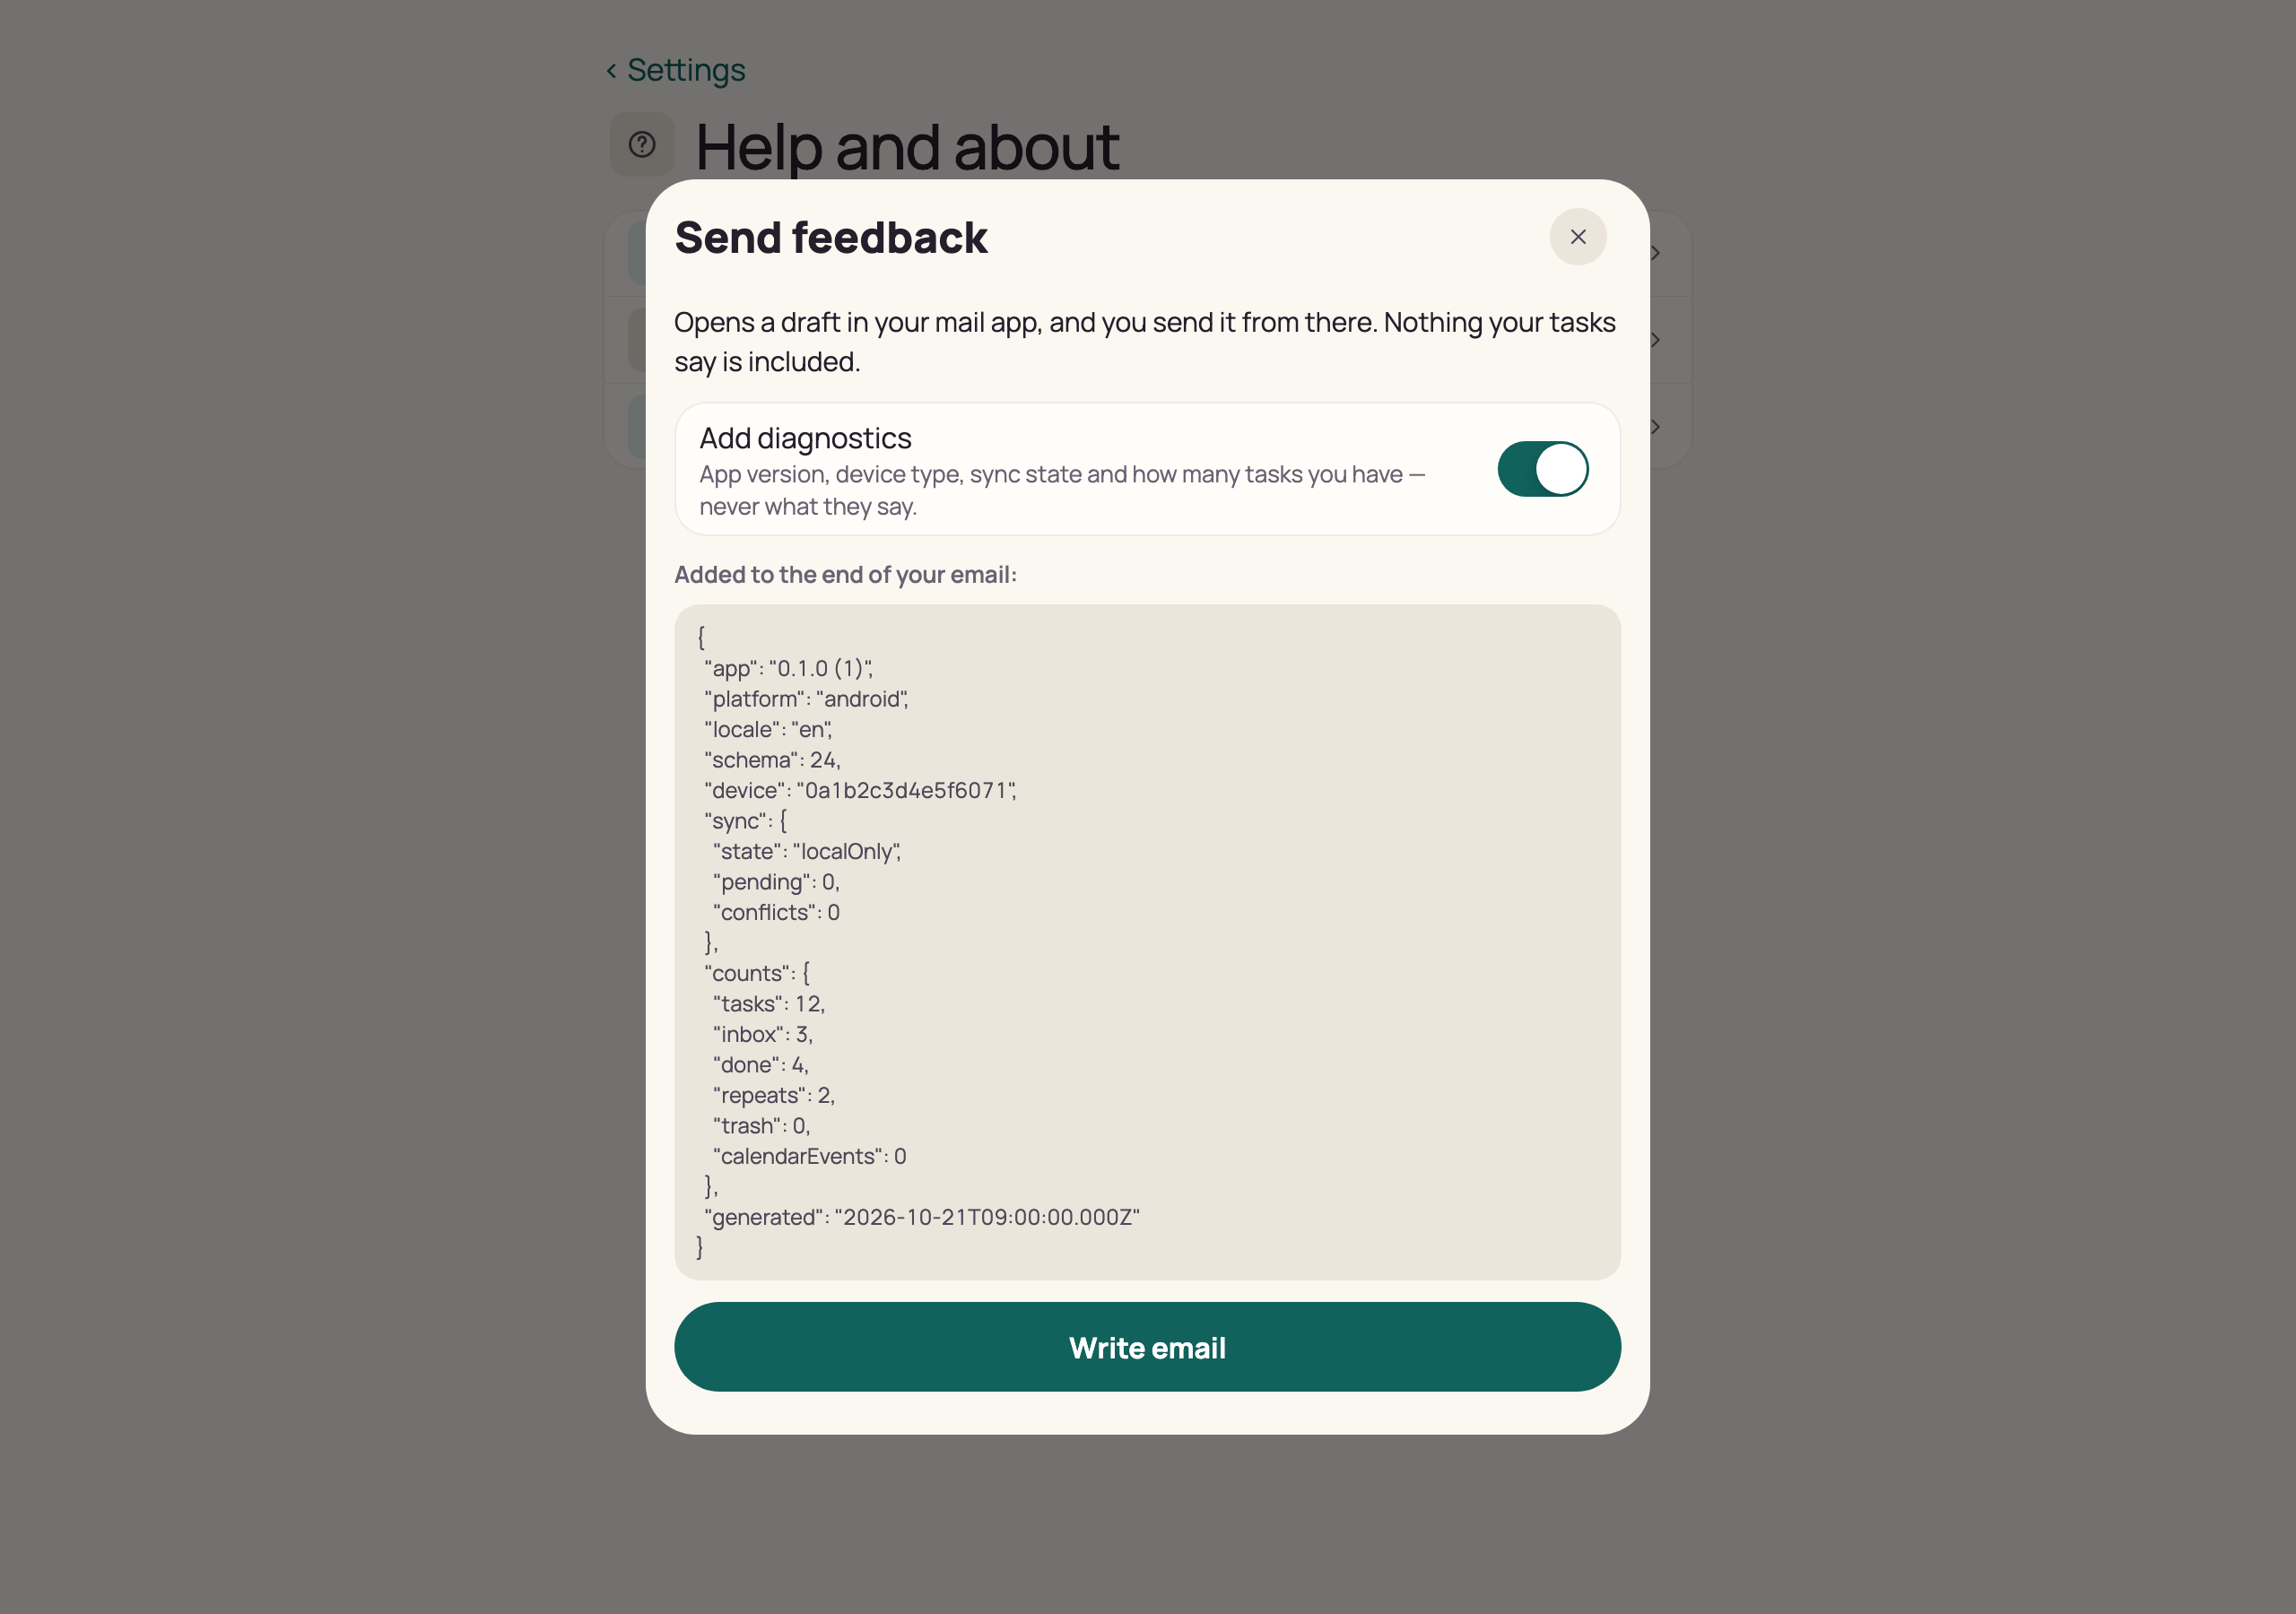 Settings
Help and about
Send feedback
Opens a draft in your mail app, and you send it from there. Nothing your tasks
say is included.
Add diagnostics
App version, device type, sync state and how many tasks you have —
never what they say.
Added to the end of your email:
{
"app": "0.1.0 (1)",
"platform": "android",
"locale": "en",
"schema": 24,
"device": "0a1b2c3d4e5f6071",
"sync": {
"state": "localOnly",
"pending": 0,
"conflicts": 0
},
"counts": {
"tasks": 12,
"inbox": 3,
"done": 4,
"repeats": 2,
"trash": 0,
"calendarEvents": 0
},
"generated": "2026-10-21T09:00:00.000Z"
}
Write email